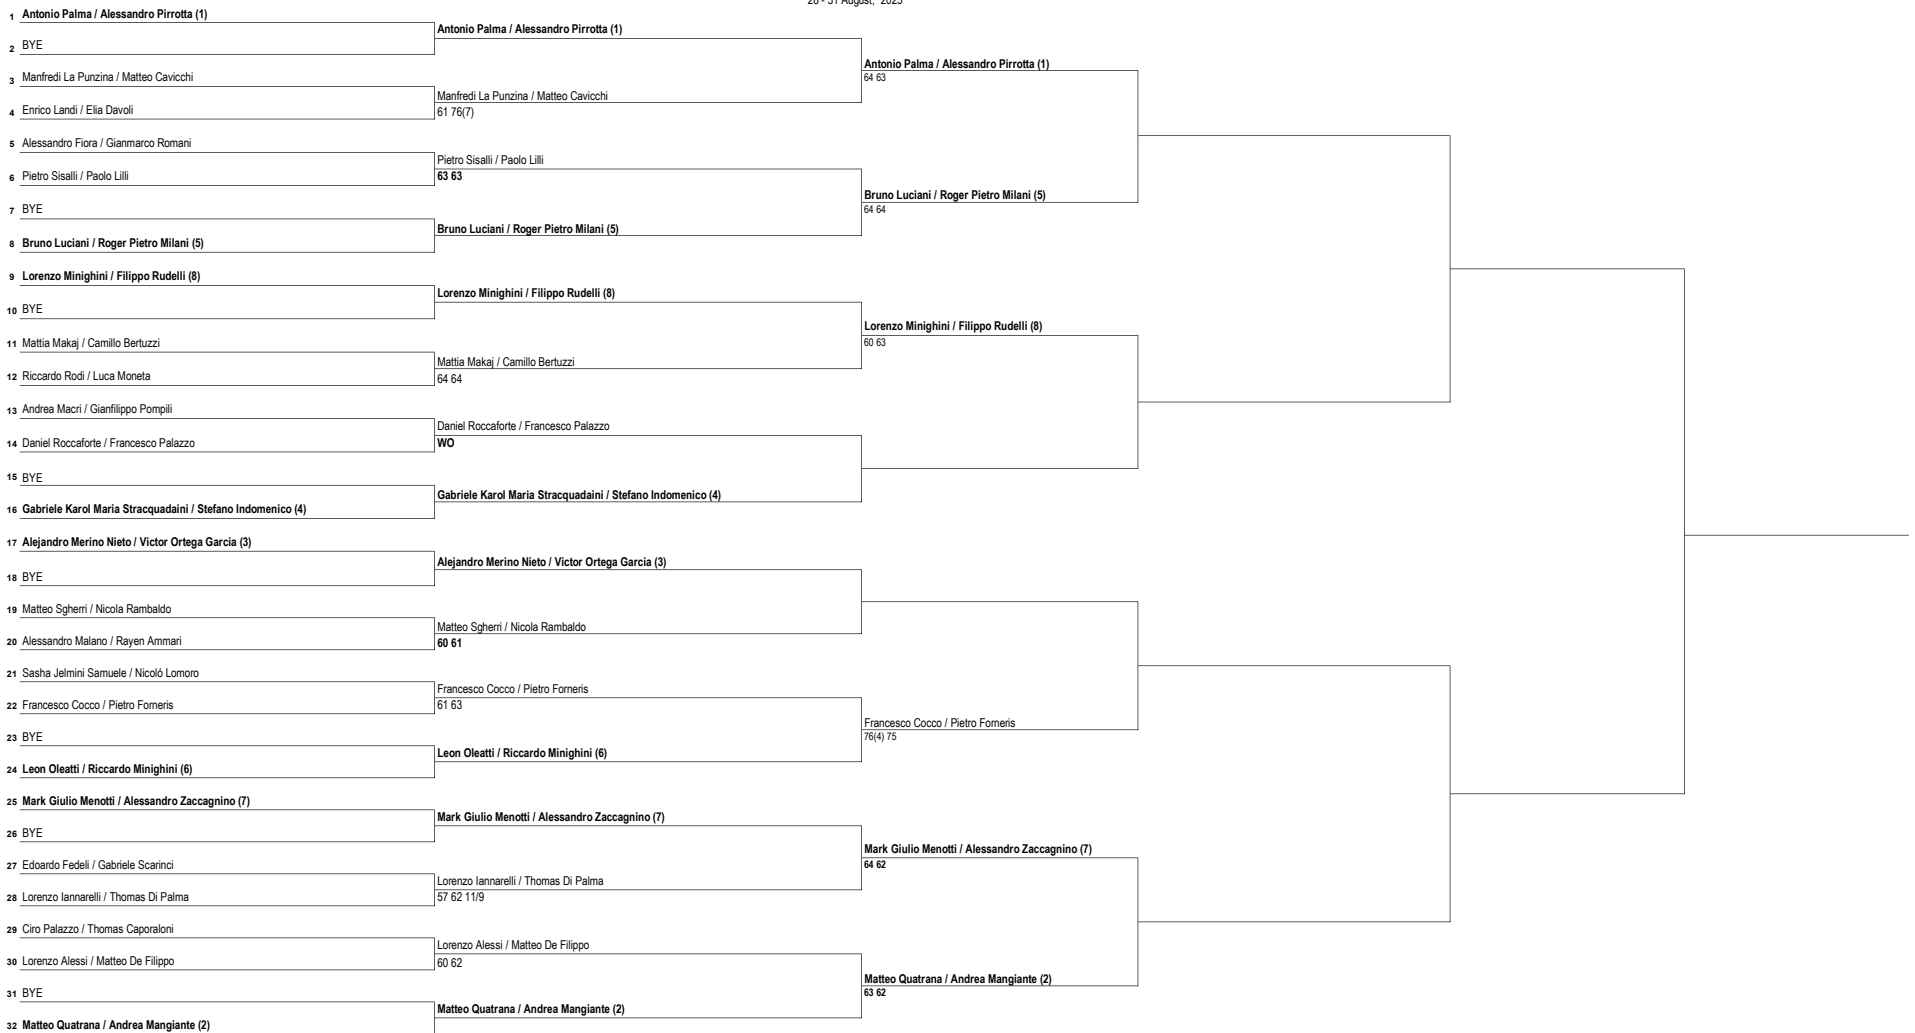 26 - 31 August, 2025
1 Antonio Palma / Alessandro Pirrotta (1)
2 BYE
3 Manfredi La Punzina / Matteo Cavicchi
4 Enrico Landi / Elia Davoli
5 Alessandro Fiora / Gianmarco Romani
6 Pietro Sisalli / Paolo Lilli
7 BYE
8 Bruno Luciani / Roger Pietro Milani (5)
9 Lorenzo Minighini / Filippo Rudelli (8)
10 BYE
11 Mattia Makaj / Camillo Bertuzzi
12 Riccardo Rodi / Luca Moneta
13 Andrea Macri / Gianfilippo Pompili
14 Daniel Roccaforte / Francesco Palazzo
15 BYE
16 Gabriele Karol Maria Stracquadaini / Stefano Indomenico (4)
17 Alejandro Merino Nieto / Victor Ortega Garcia (3)
18 BYE
19 Matteo Sgherri / Nicola Rambaldo
20 Alessandro Malano / Rayen Ammari
21 Sasha Jelmini Samuele / Nicoló Lomoro
22 Francesco Cocco / Pietro Forneris
23 BYE
24 Leon Oleatti / Riccardo Minighini (6)
25 Mark Giulio Menotti / Alessandro Zaccagnino (7)
26 BYE
27 Edoardo Fedeli / Gabriele Scarinci
28 Lorenzo Iannarelli / Thomas Di Palma
29 Ciro Palazzo / Thomas Caporaloni
30 Lorenzo Alessi / Matteo De Filippo
31 BYE
32 Matteo Quatrana / Andrea Mangiante (2)
Antonio Palma / Alessandro Pirrotta (1)
Manfredi La Punzina / Matteo Cavicchi
61 76(7)
Pietro Sisalli / Paolo Lilli
63 63
Bruno Luciani / Roger Pietro Milani (5)
Lorenzo Minighini / Filippo Rudelli (8)
Mattia Makaj / Camillo Bertuzzi
64 64
Daniel Roccaforte / Francesco Palazzo
WO
Gabriele Karol Maria Stracquadaini / Stefano Indomenico (4)
Alejandro Merino Nieto / Victor Ortega Garcia (3)
Matteo Sgherri / Nicola Rambaldo
60 61
Francesco Cocco / Pietro Forneris
61 63
Leon Oleatti / Riccardo Minighini (6)
Mark Giulio Menotti / Alessandro Zaccagnino (7)
Lorenzo Iannarelli / Thomas Di Palma
57 62 11/9
Lorenzo Alessi / Matteo De Filippo
60 62
Matteo Quatrana / Andrea Mangiante (2)
Antonio Palma / Alessandro Pirrotta (1)
64 63
Bruno Luciani / Roger Pietro Milani (5)
64 64
Lorenzo Minighini / Filippo Rudelli (8)
60 63
Francesco Cocco / Pietro Forneris
76(4) 75
Mark Giulio Menotti / Alessandro Zaccagnino (7)
64 62
Matteo Quatrana / Andrea Mangiante (2)
63 62